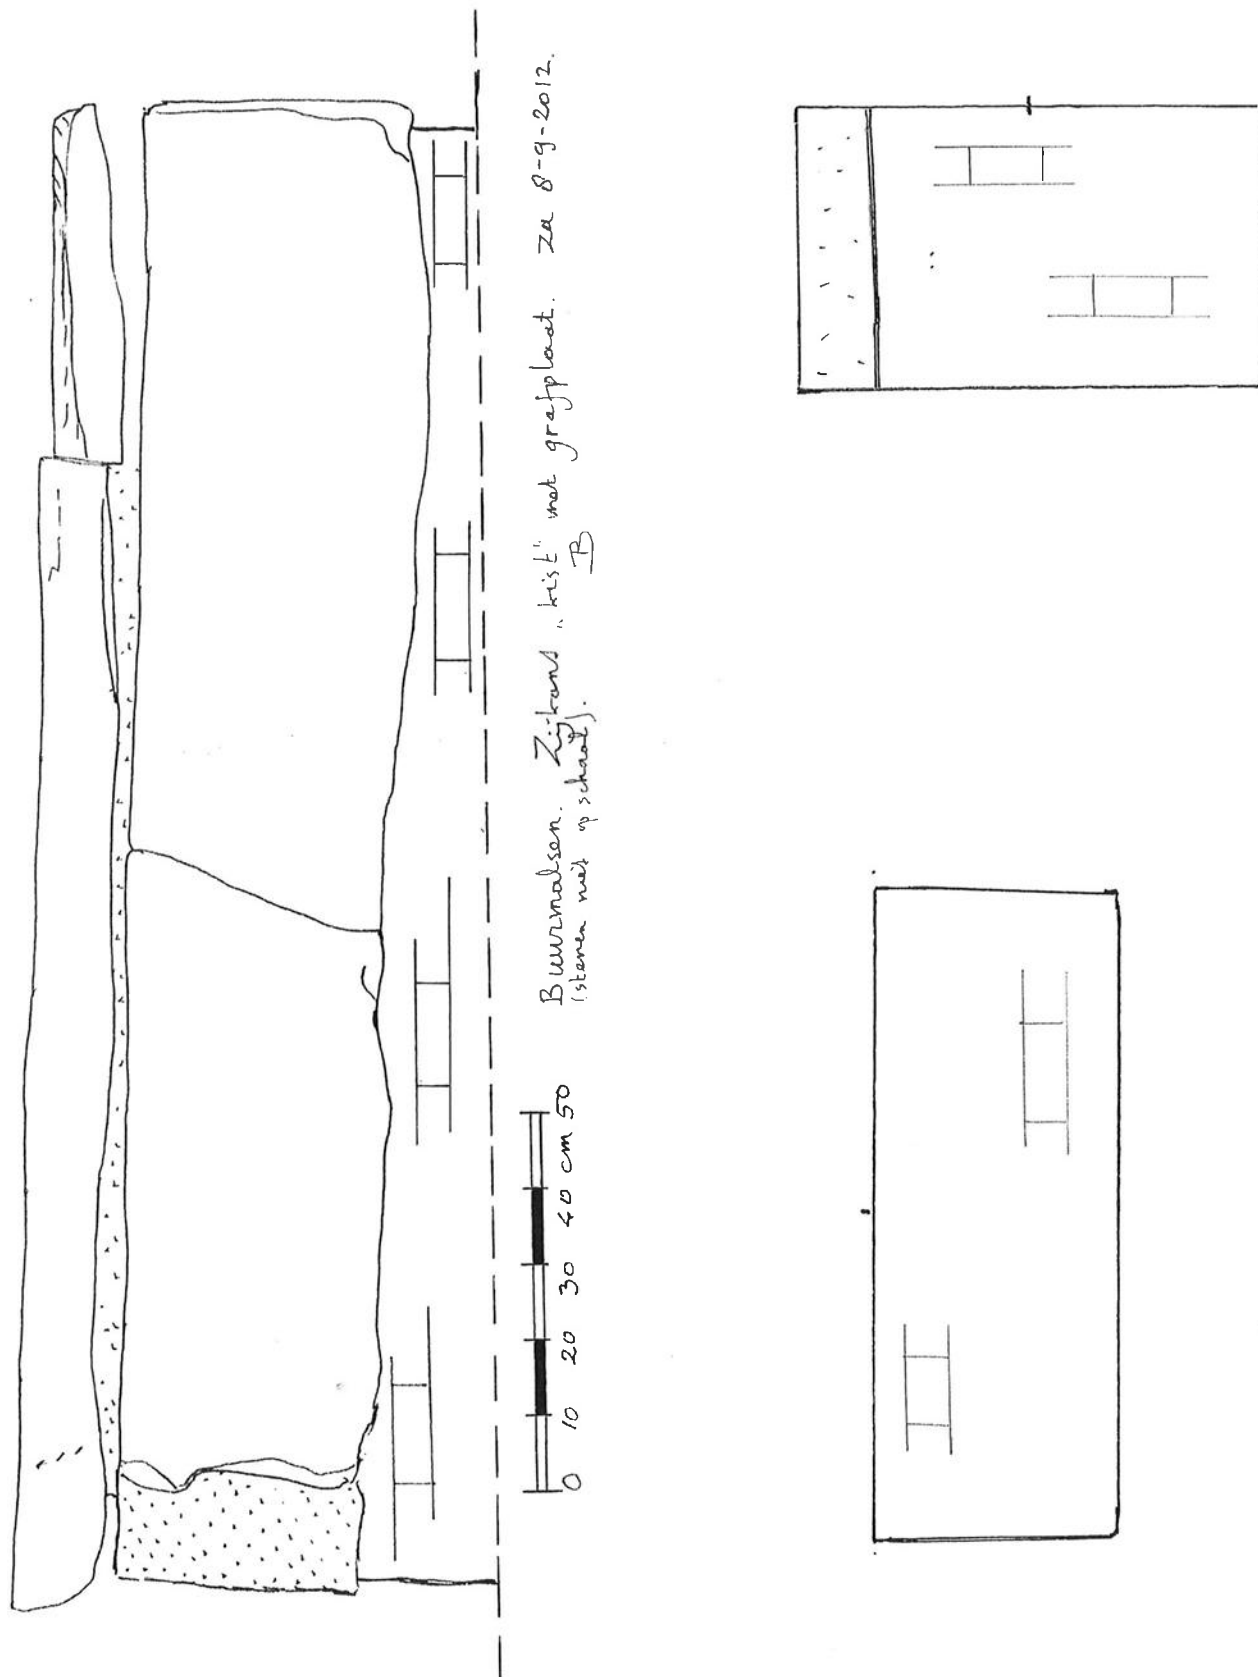 Buurmalsen. Zijkant „kist" met grafplaat. za 8-9-2012.
(stenen niet op schaal). B
0 10 20 30 40 cm 50